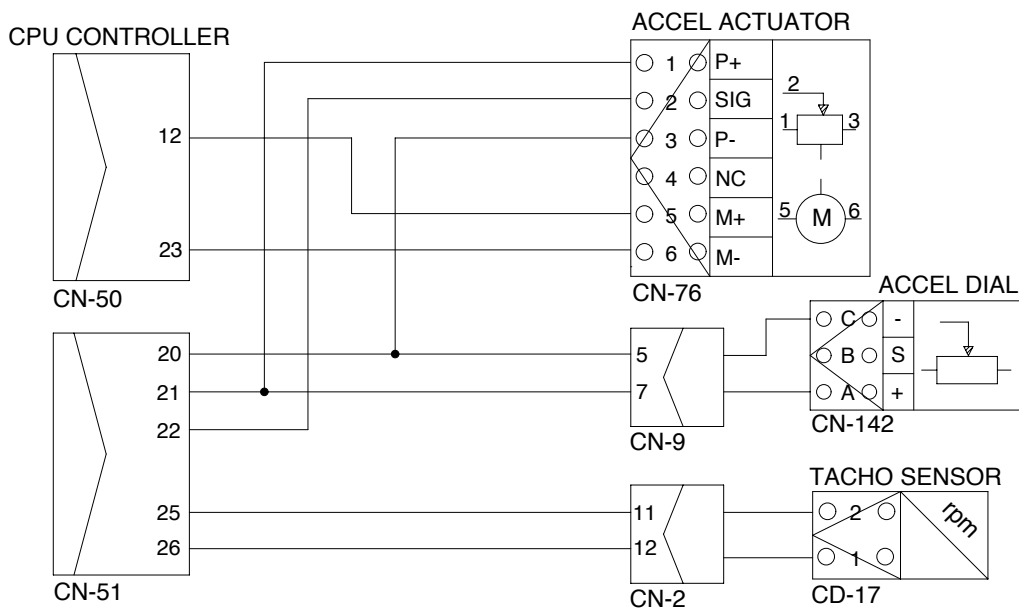 CPU CONTROLLER
12
23
CN-50
20
21
22
25
26
CN-51
ACCEL ACTUATOR
1 P+
2 SIG
3 P-
4 NC
5 M+
6 M-
2
1 3
5 M 6
CN-76
5
7
CN-9
ACCEL DIAL
C -
B S
A +
CN-142
11
12
CN-2
TACHO SENSOR
2
1
rpm
CD-17